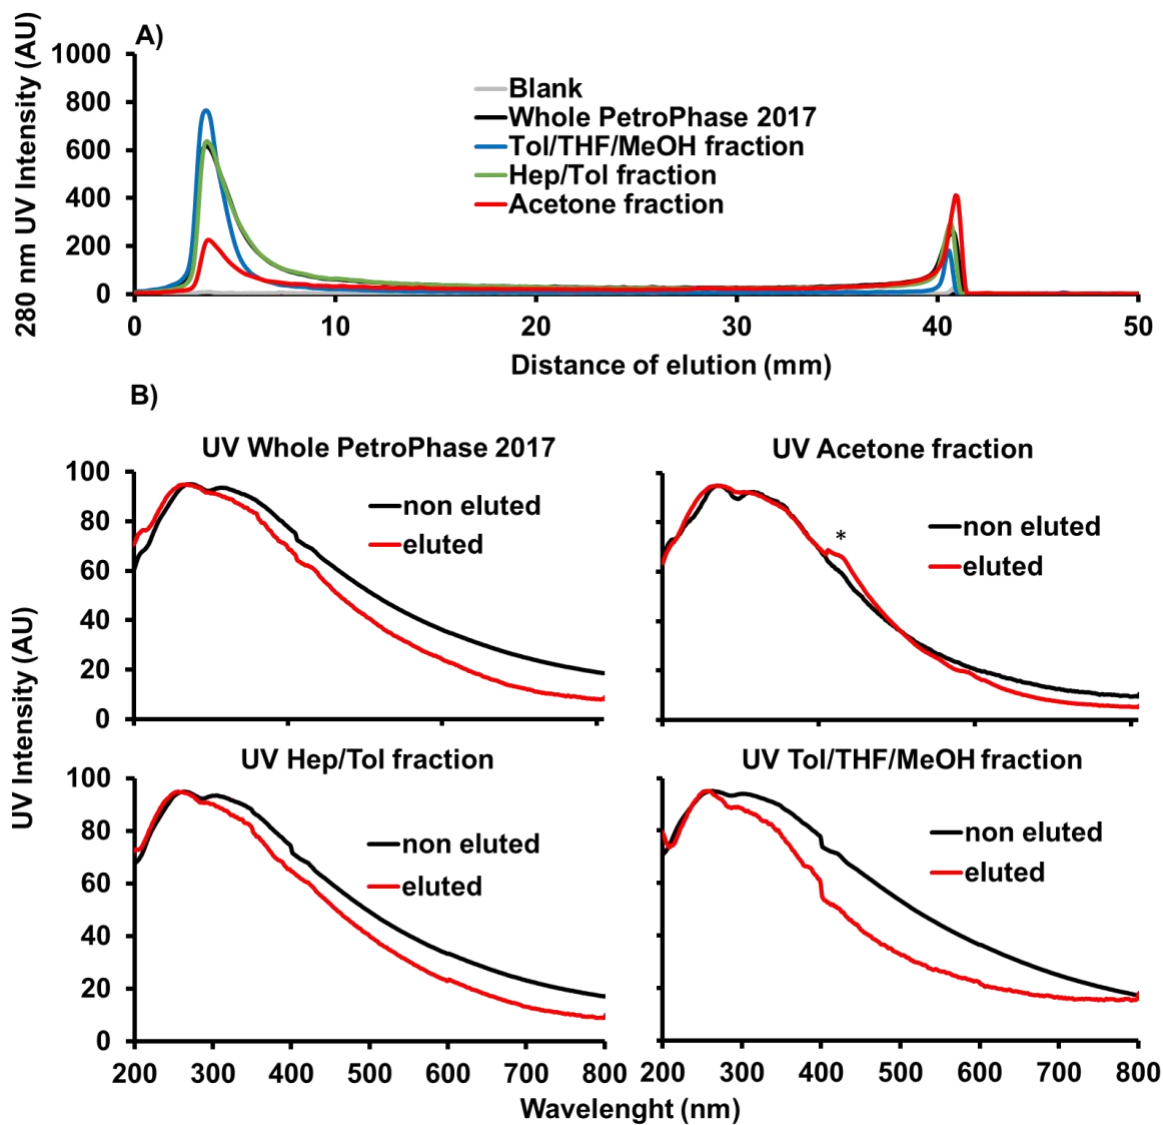 A)
280 nm UV Intensity (AU)
1000
800
600
400
200
0
Blank
Whole PetroPhase 2017
Tol/THF/MeOH fraction
Hep/Tol fraction
Acetone fraction
0 10 20 30 40 50
Distance of elution (mm)
B)
UV Intensity (AU)
UV Whole PetroPhase 2017
100
80
60
40
20
0
non eluted
eluted
UV Acetone fraction
*
non eluted
eluted
UV Hep/Tol fraction
100
80
60
40
20
0
non eluted
eluted
200 300 400 500 600 700 800
UV Tol/THF/MeOH fraction
non eluted
eluted
200 300 400 500 600 700 800
Wavelenght (nm)